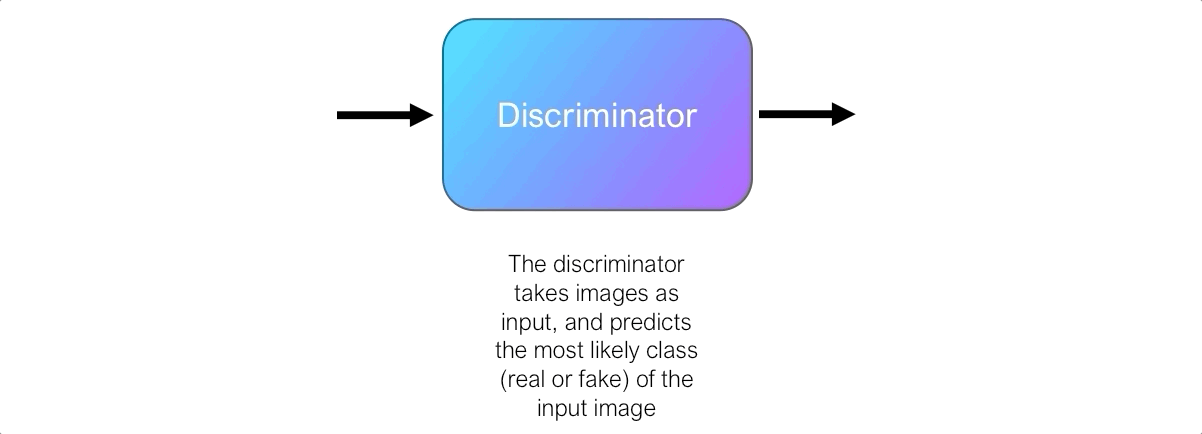 Discriminator
The discriminator
takes images as
input, and predicts
the most likely class
(real or fake) of the
input image